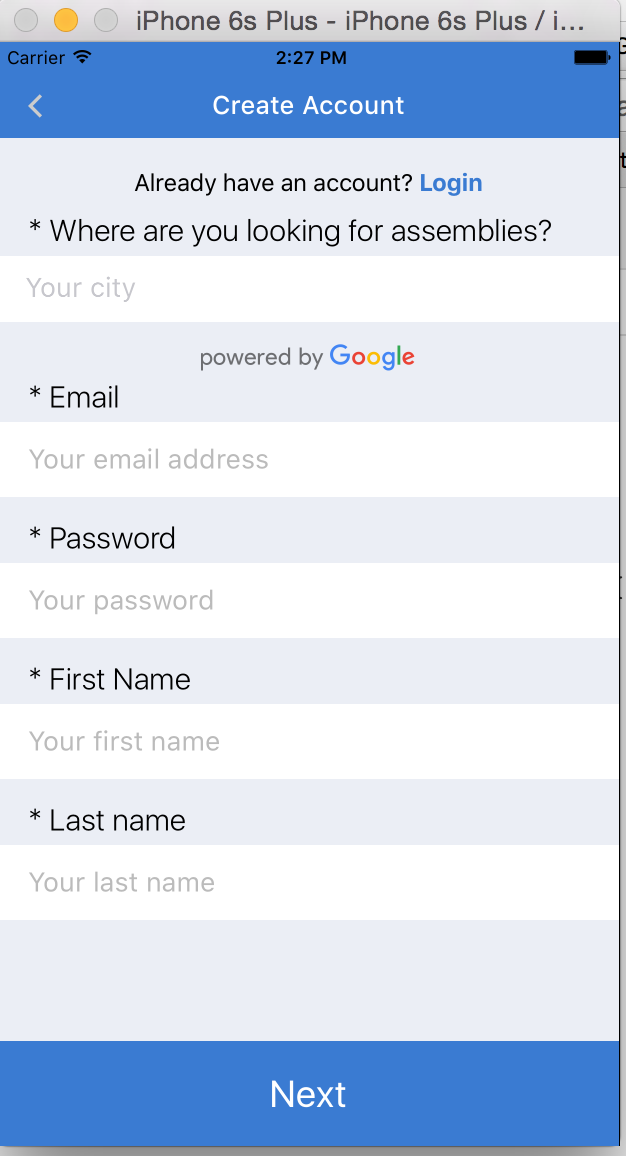 iPhone 6s Plus - iPhone 6s Plus / i...
Carrier 2:27 PM
Create Account
Already have an account? Login
* Where are you looking for assemblies?
Your city
powered by Google
* Email
Your email address
* Password
Your password
* First Name
Your first name
* Last name
Your last name
Next